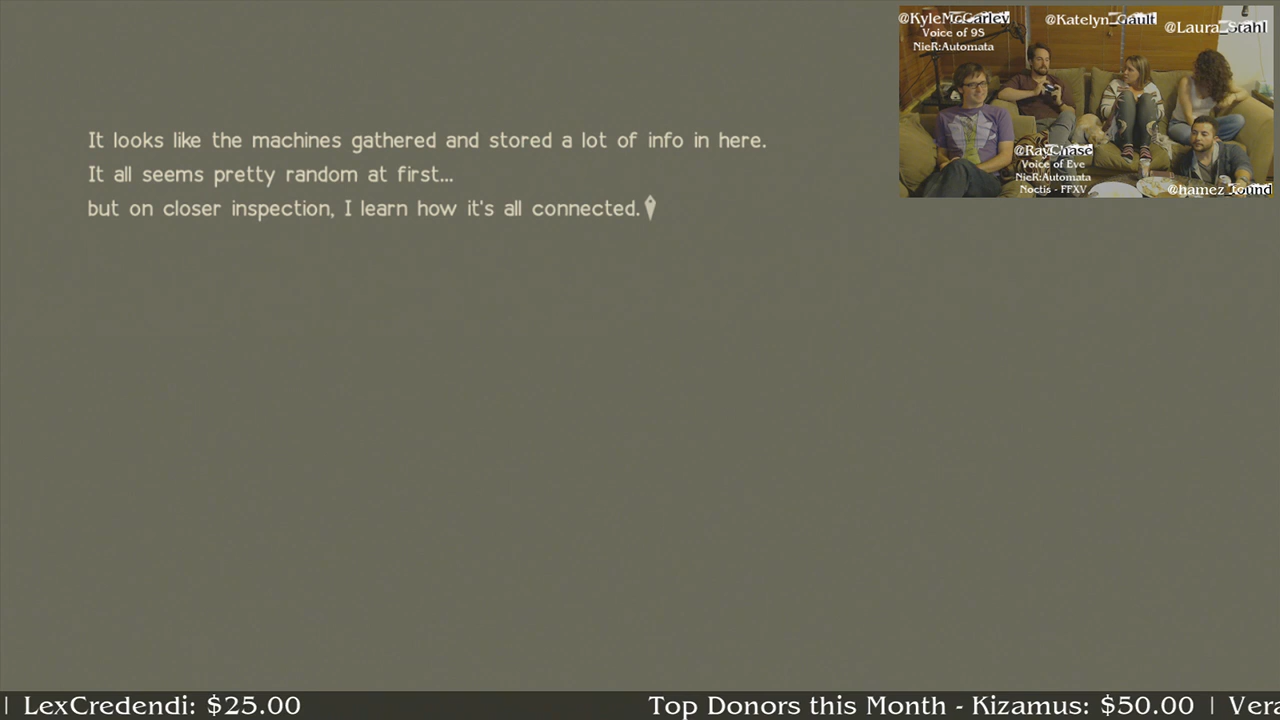 It looks like the machines gathered and stored a lot of info in here.
It all seems pretty random at first...
but on closer inspection, I learn how it's all connected.
@KyleMcCarley
Voice of 9S
NieR:Automata
@Katelyn_Gault
@Laura_Stahl
@RayChase
Voice of Eve
NieR:Automata
Noctis - FFXV
@hamez_found
| LexCredendi: $25.00
Top Donors this Month - Kizamus: $50.00 | Vera